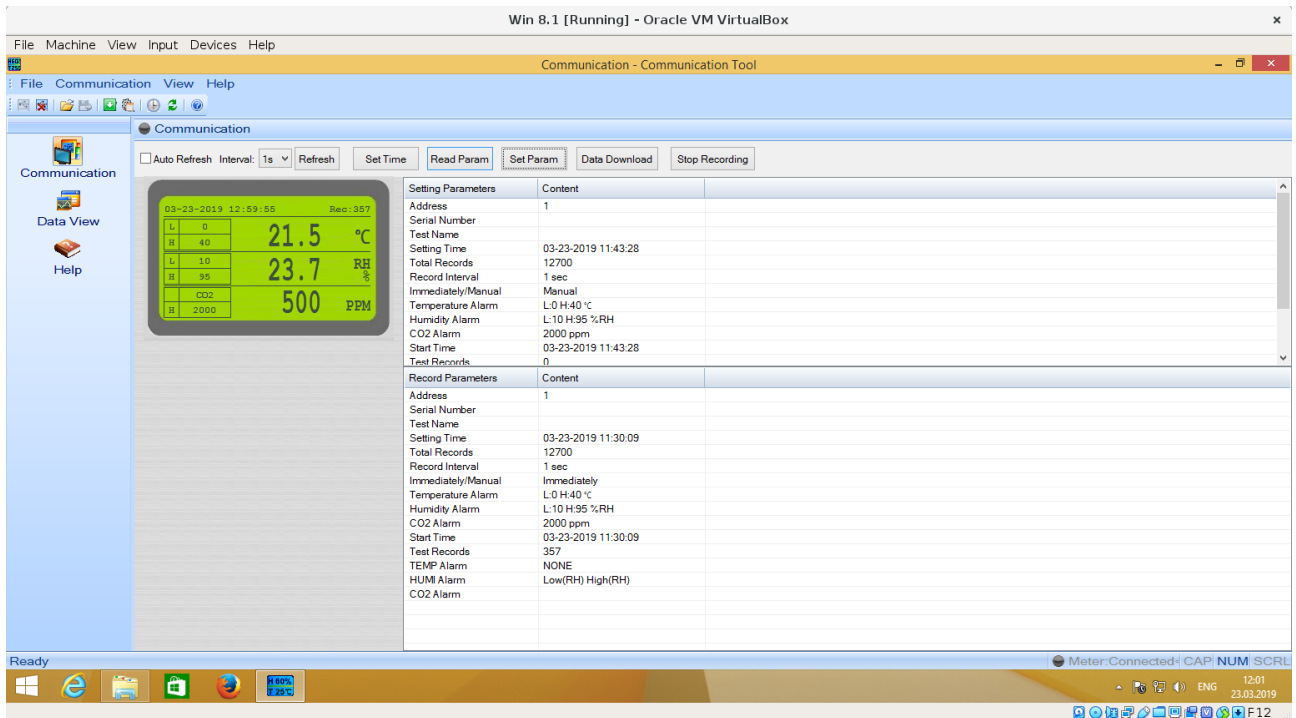 Win 8.1 [Running] - Oracle VM VirtualBox
File Machine View Input Devices Help
Communication - Communication Tool
File Communication View Help
Communication
Communication
Data View
Help
Auto Refresh Interval: 1s Refresh Set Time Read Param Set Param Data Download Stop Recording
03-23-2019 12:59:55 Rec:357
L 0
H 40
21.5 °C
L 10
H 95
23.7 RH %
CO2
H 2000
500 PPM
Setting Parameters Content
Address 1
Serial Number
Test Name
Setting Time 03-23-2019 11:43:28
Total Records 12700
Record Interval 1 sec
Immediately/Manual Manual
Temperature Alarm L:0 H:40 ℃
Humidity Alarm L:10 H:95 %RH
CO2 Alarm 2000 ppm
Start Time 03-23-2019 11:43:28
Test Records 0
Record Parameters Content
Address 1
Serial Number
Test Name
Setting Time 03-23-2019 11:30:09
Total Records 12700
Record Interval 1 sec
Immediately/Manual Immediately
Temperature Alarm L:0 H:40 ℃
Humidity Alarm L:10 H:95 %RH
CO2 Alarm 2000 ppm
Start Time 03-23-2019 11:30:09
Test Records 357
TEMP Alarm NONE
HUMI Alarm Low(RH) High(RH)
CO2 Alarm
Ready
Meter:Connected CAP NUM SCRL
H 60%
T 25℃
ENG
12:01
23.03.2019
F12